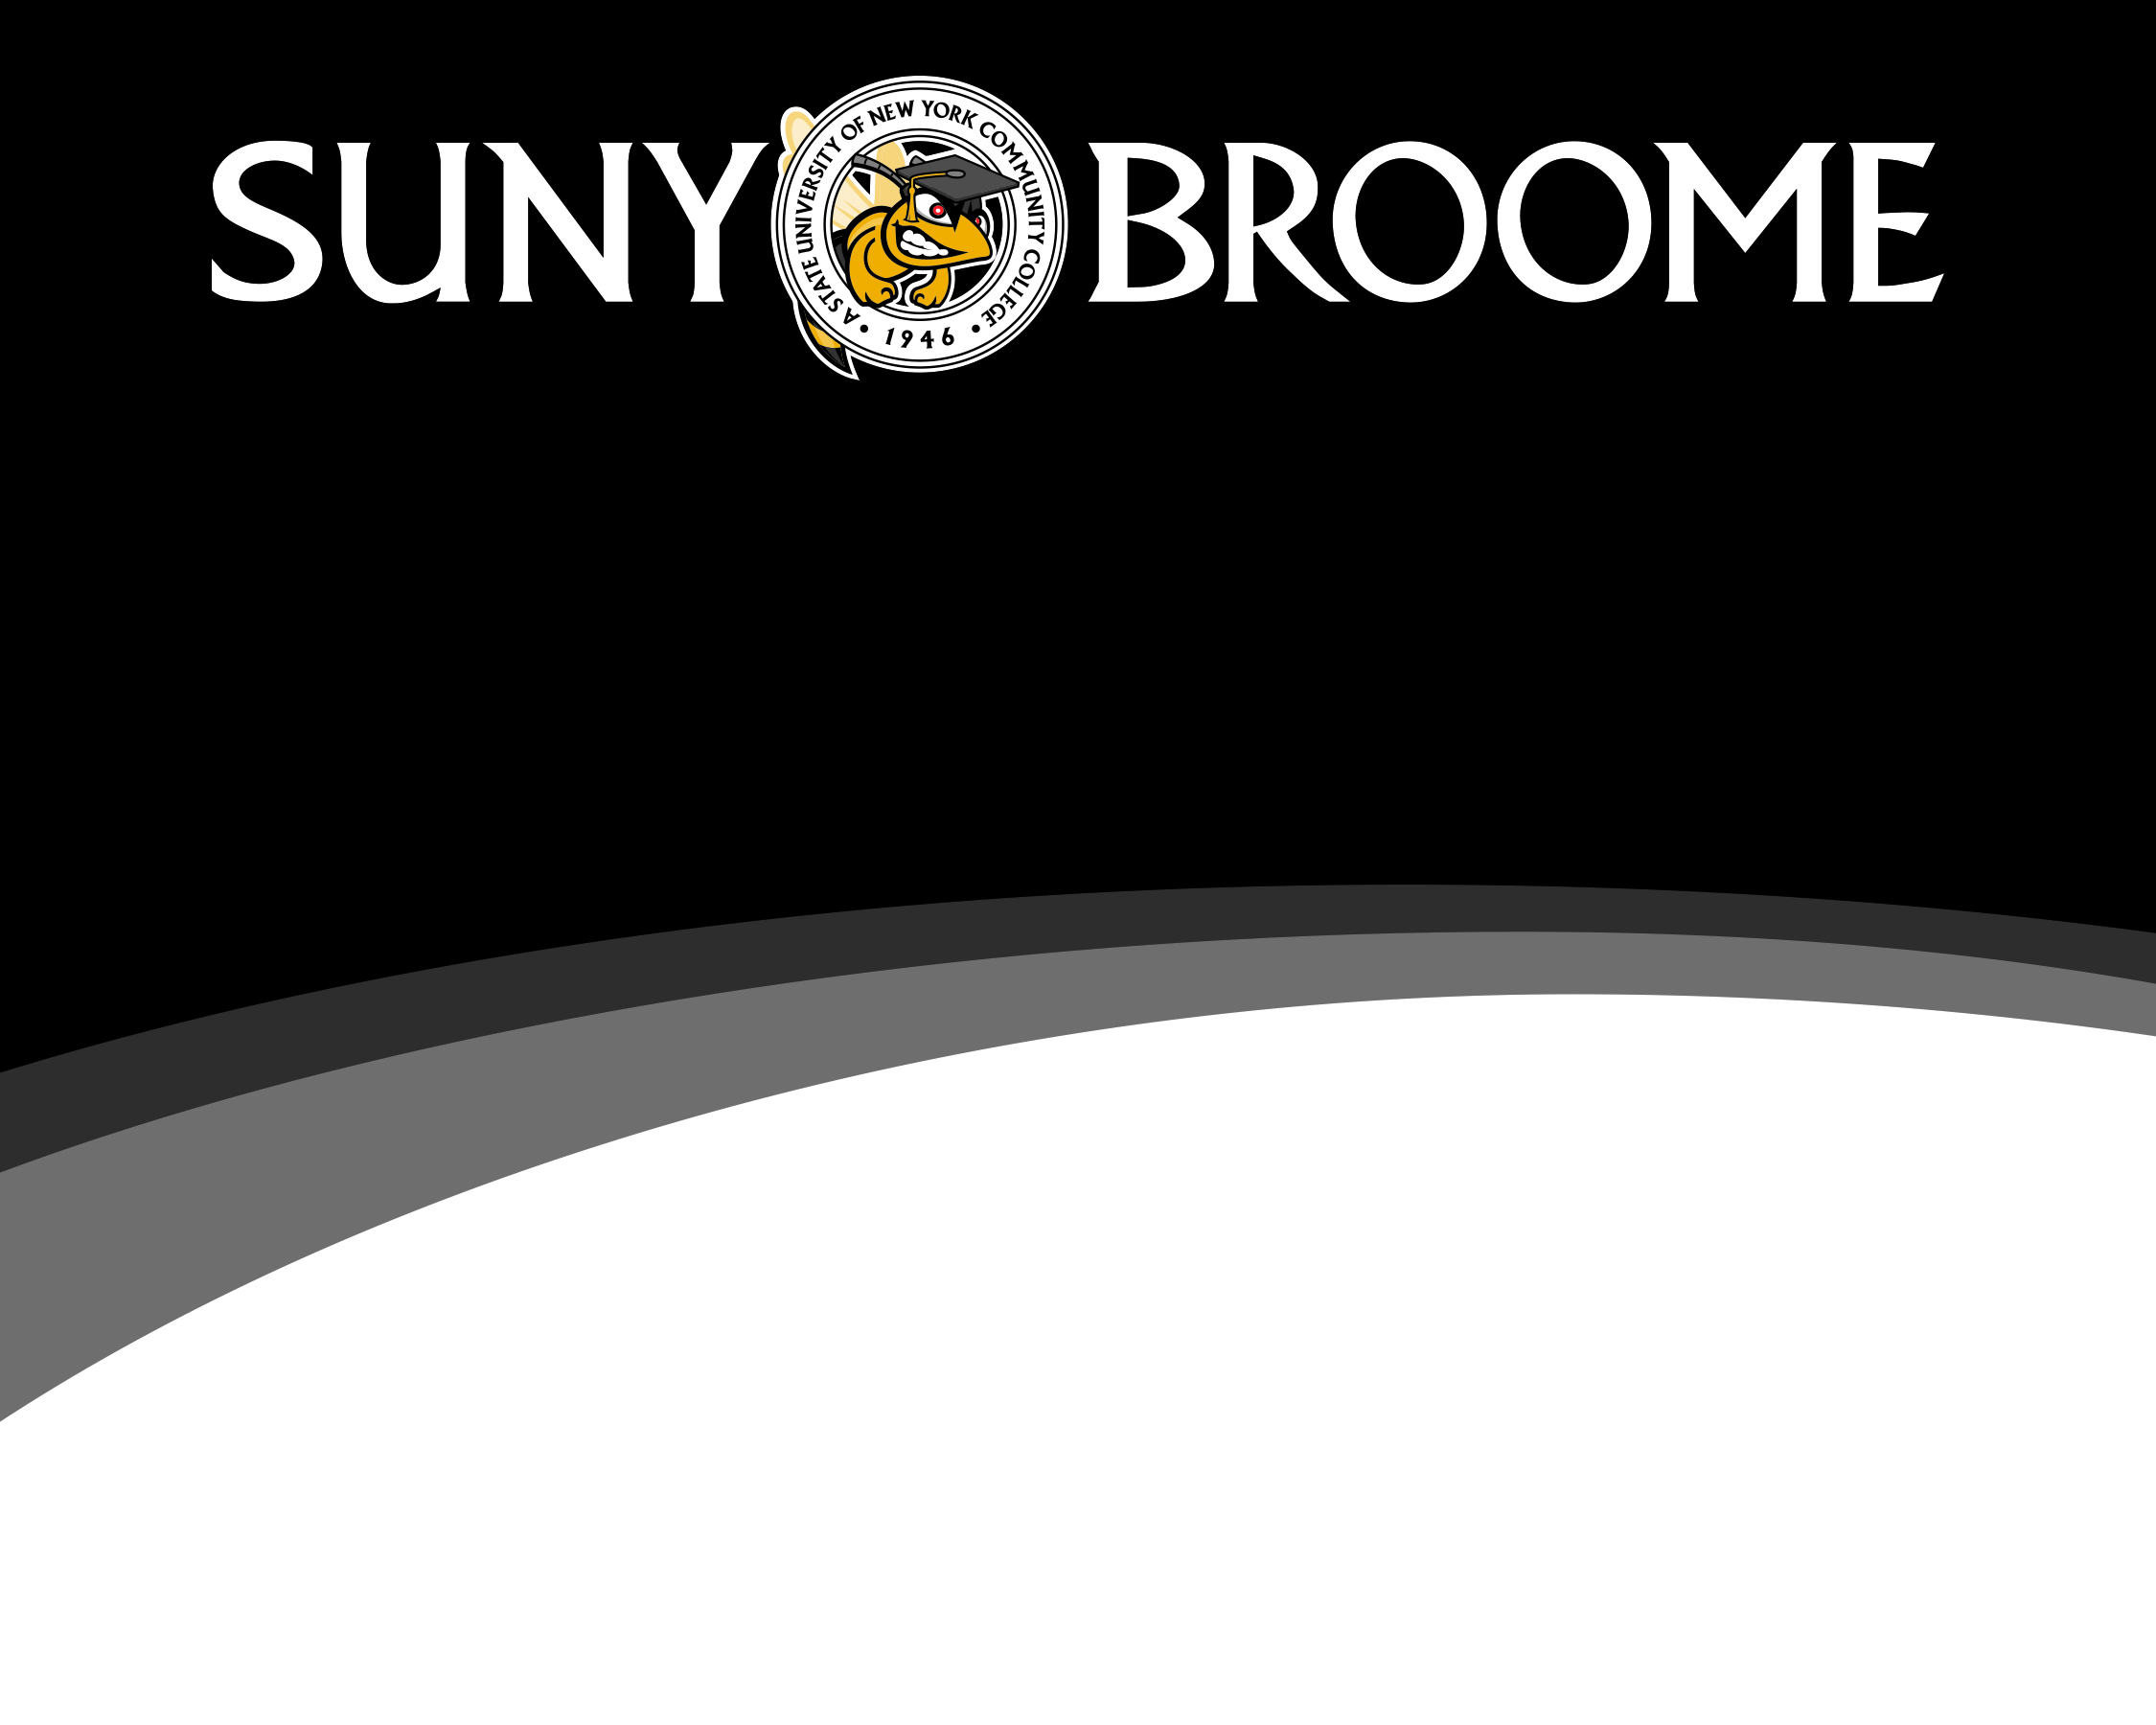 SUNY BROOME
A STATE UNIVERSITY OF NEW YORK COMMUNITY COLLEGE
• 1946 •